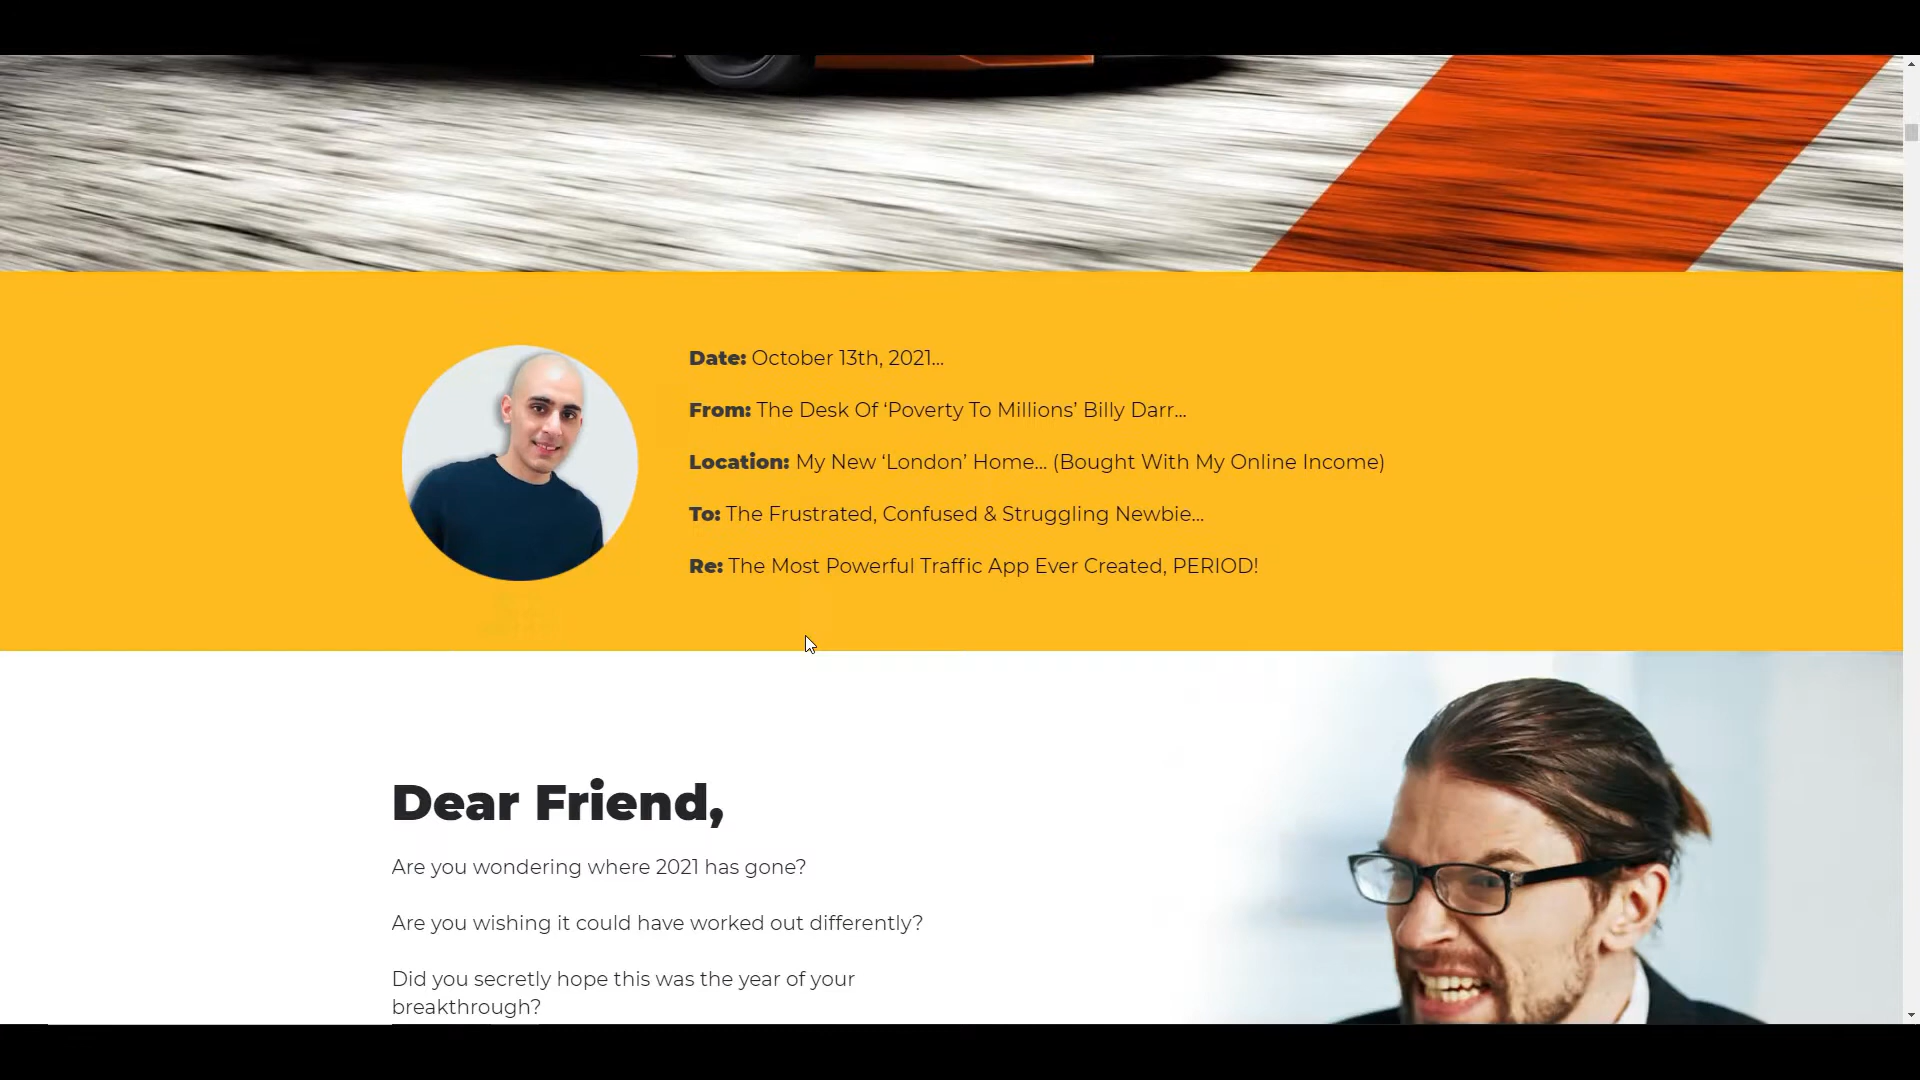 Date: October 13th, 2021...
From: The Desk Of ‘Poverty To Millions’ Billy Darr...
Location: My New ‘London’ Home... (Bought With My Online Income)
To: The Frustrated, Confused & Struggling Newbie...
Re: The Most Powerful Traffic App Ever Created, PERIOD!
Dear Friend,
Are you wondering where 2021 has gone?
Are you wishing it could have worked out differently?
Did you secretly hope this was the year of your
breakthrough?